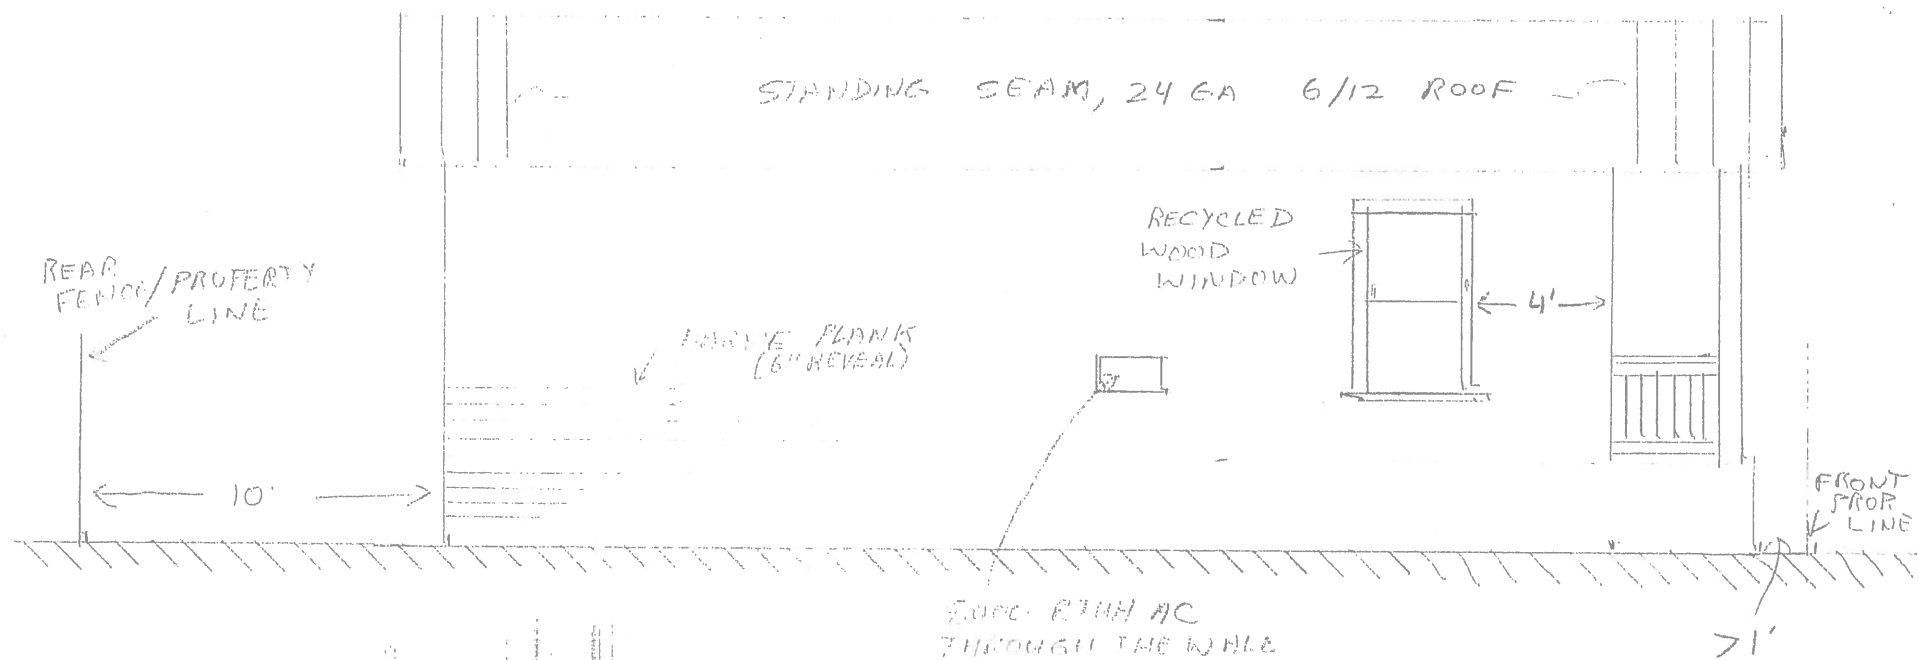 STANDING SEAM, 24 GA 6/12 ROOF
RECYCLED
WOOD
WINDOW
REAR
FENCE/PROPERTY
LINE
PLANK
(6" REVEAL)
4'
10'
FRONT
PROP
LINE
AC
THROUGH THE WALL
>1'